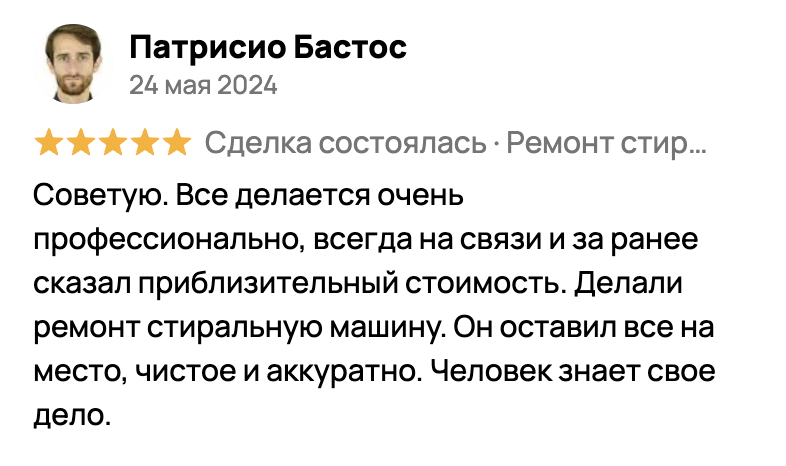 Патрисио Бастос
24 мая 2024
Сделка состоялась · Ремонт стир...
Советую. Все делается очень
профессионально, всегда на связи и за ранее
сказал приблизительный стоимость. Делали
ремонт стиральную машину. Он оставил все на
место, чистое и аккуратно. Человек знает свое
дело.